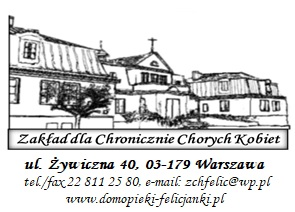 Zakład dla Chronicznie Chorych Kobiet
ul. Żywiczna 40, 03-179 Warszawa
tel./fax 22 811 25 80, e-mail: zchfelic@wp.pl
www.domopieki-felicjanki.pl